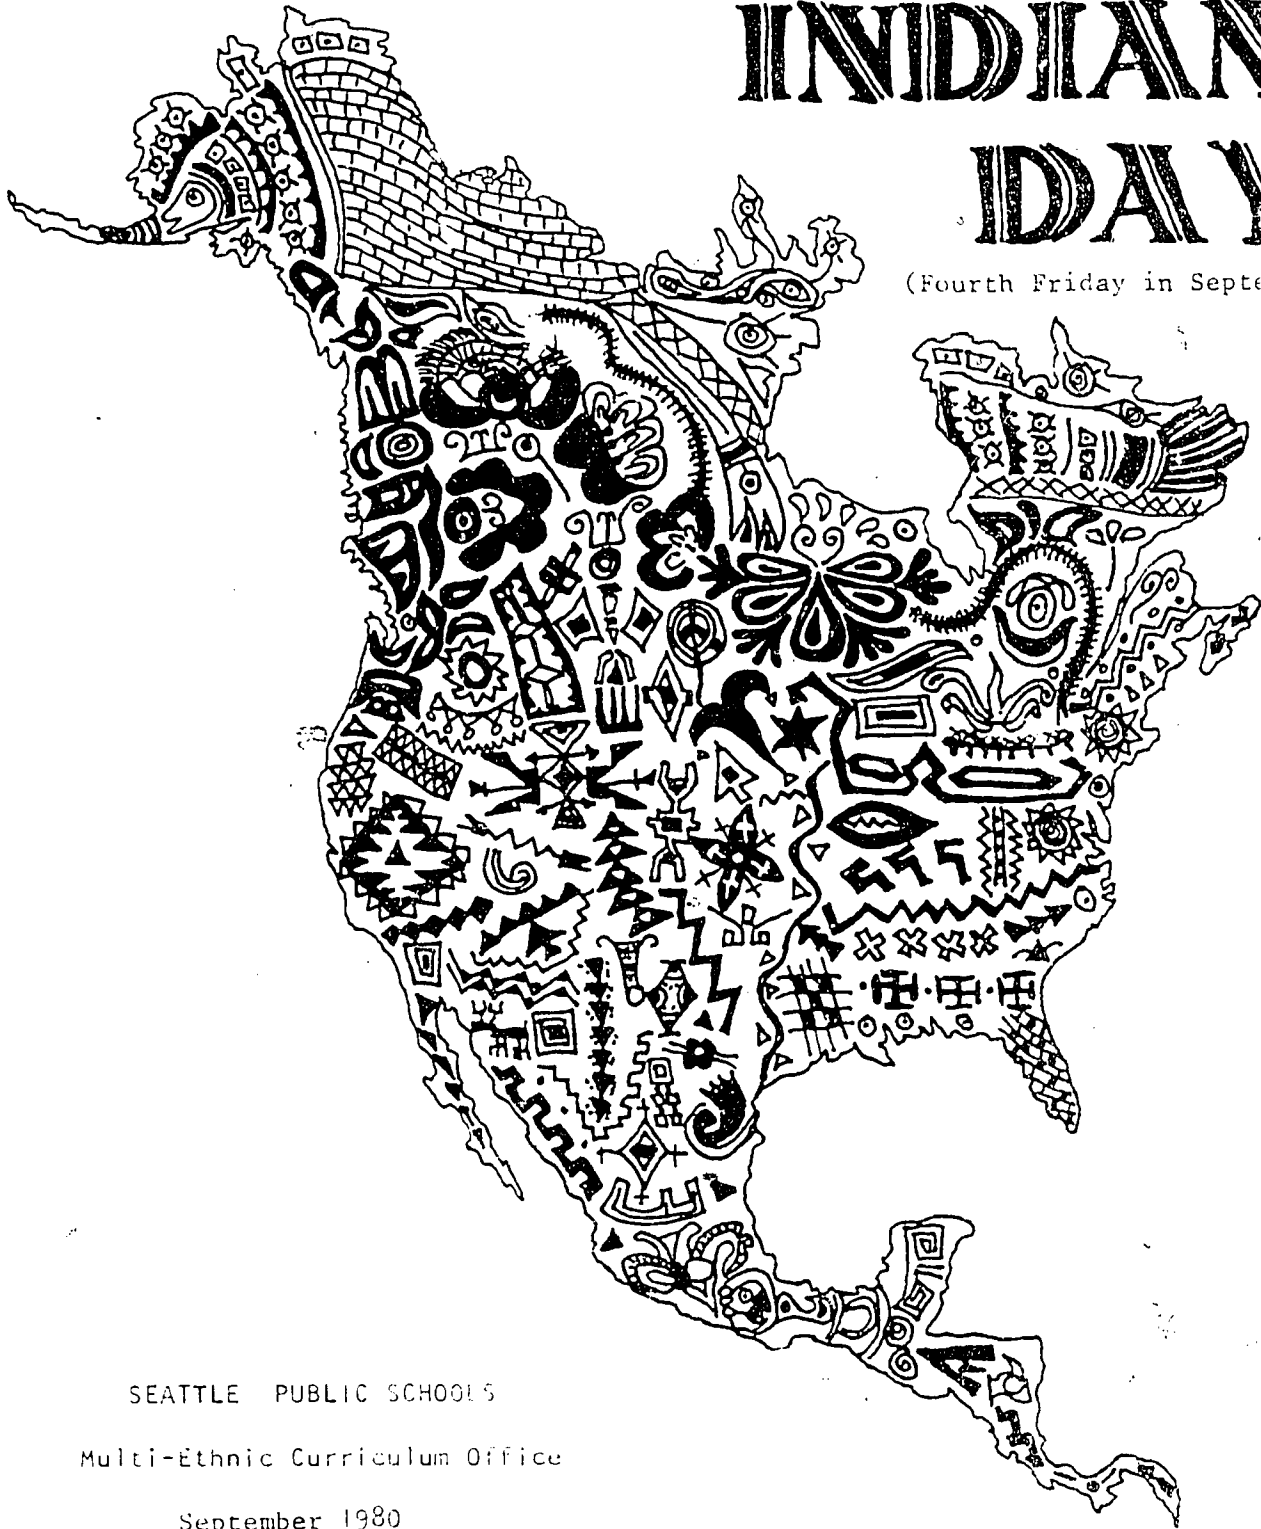 INDIAN
DAY
(Fourth Friday in Septe
SEATTLE PUBLIC SCHOOLS
Multi-Ethnic Curriculum Office
September 1980